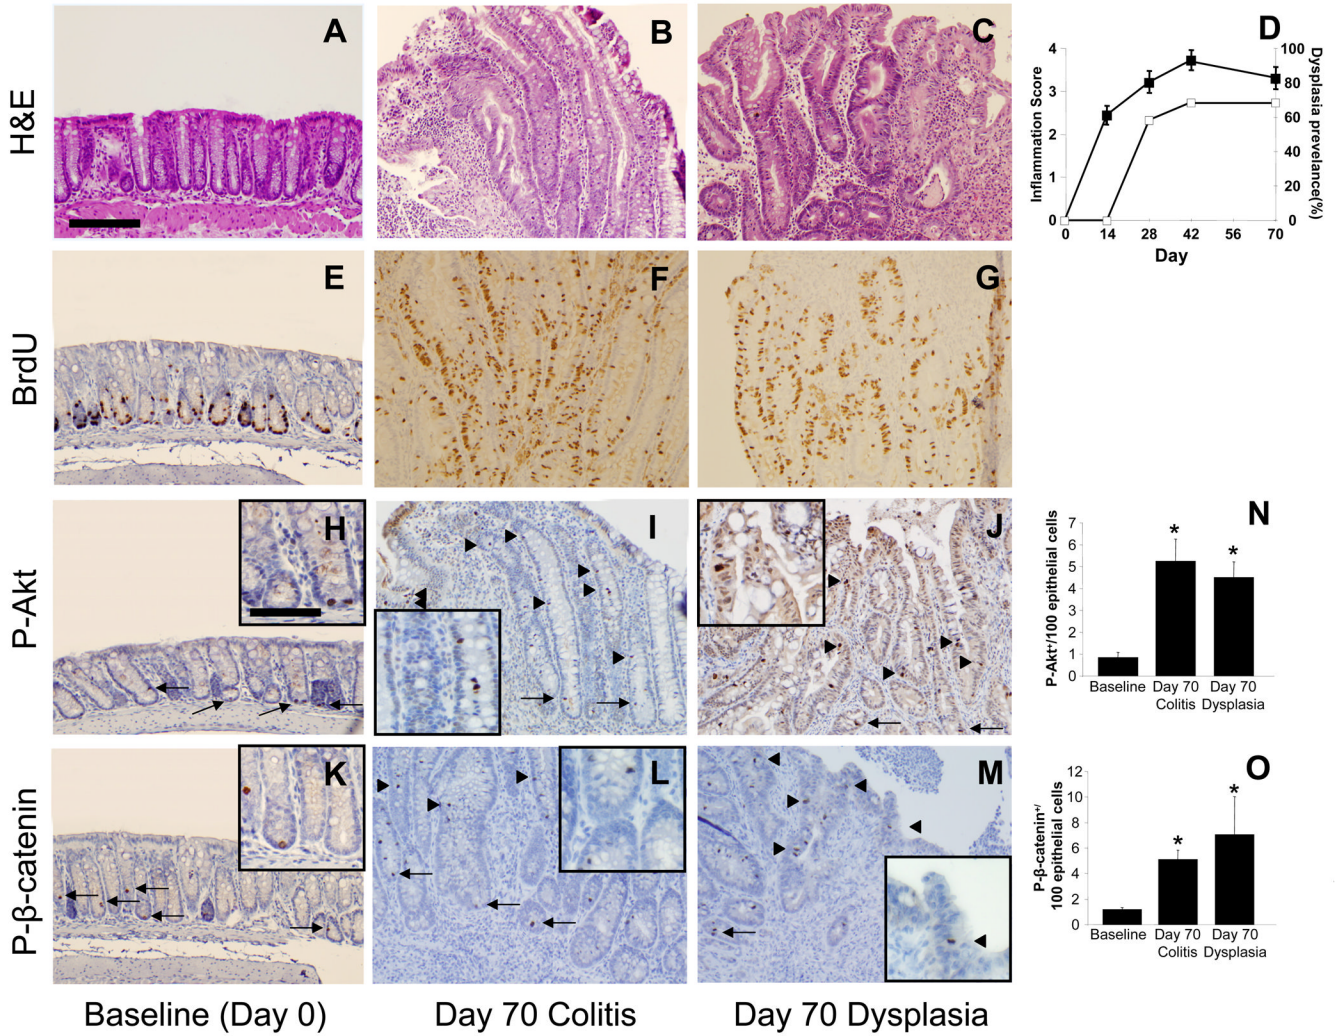 H&E
A
B
C
D
Inflammation Score
4
3
2
1
0
100
80
60
40
20
0
Dysplasia prevelance(%)
0 14 28 42 56 70
Day
BrdU
E
F
G
P-Akt
H
I
J
N
P-Akt⁺/100 epithelial cells
7
6
5
4
3
2
1
0
*
*
Baseline Day 70 Day 70
Colitis Dysplasia
P-β-catenin
K
L
M
O
P-β-catenin⁺/
100 epithelial cells
12
10
8
6
4
2
0
*
*
Baseline Day 70 Day 70
Colitis Dysplasia
Baseline (Day 0)
Day 70 Colitis
Day 70 Dysplasia